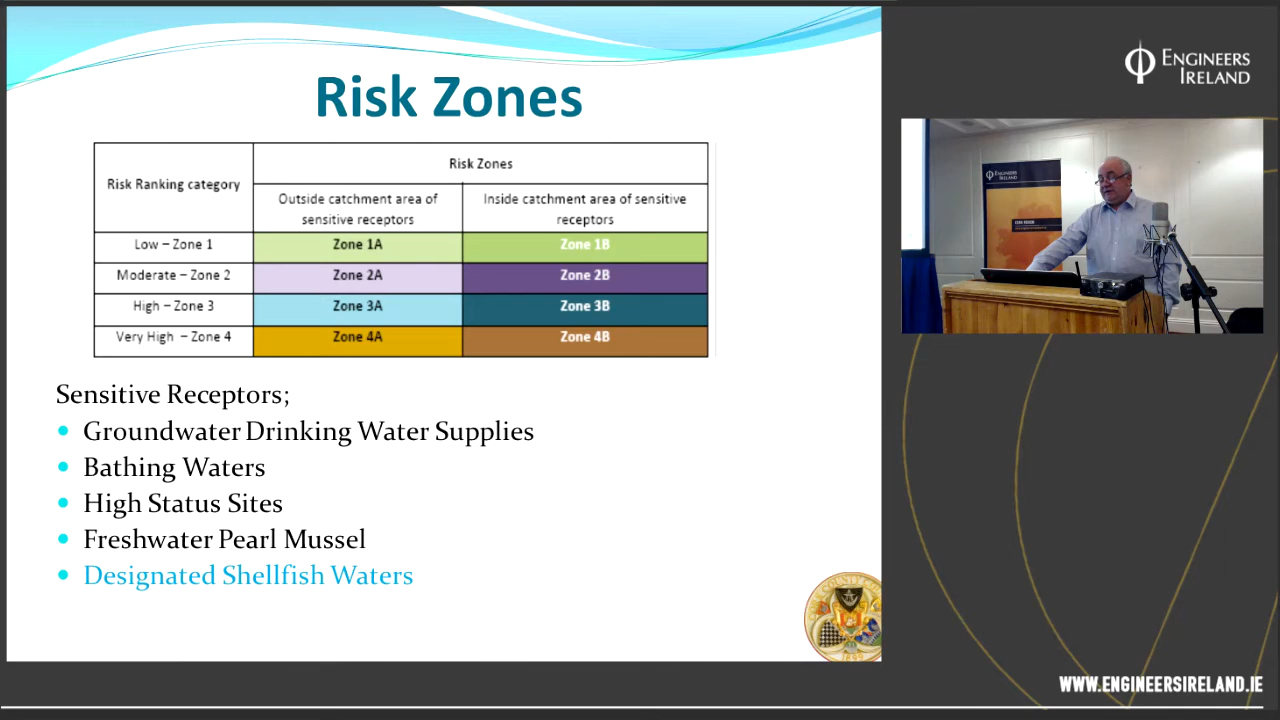 Risk Zones
Risk Ranking category
Risk Zones
Outside catchment area of
sensitive receptors
Inside catchment area of sensitive
receptors
Low – Zone 1
Zone 1A
Zone 1B
Moderate – Zone 2
Zone 2A
Zone 2B
High – Zone 3
Zone 3A
Zone 3B
Very High – Zone 4
Zone 4A
Zone 4B
Sensitive Receptors;
Groundwater Drinking Water Supplies
Bathing Waters
High Status Sites
Freshwater Pearl Mussel
Designated Shellfish Waters
ENGINEERS
IRELAND
ENGINEERS
IRELAND
WWW.ENGINEERSIRELAND.IE